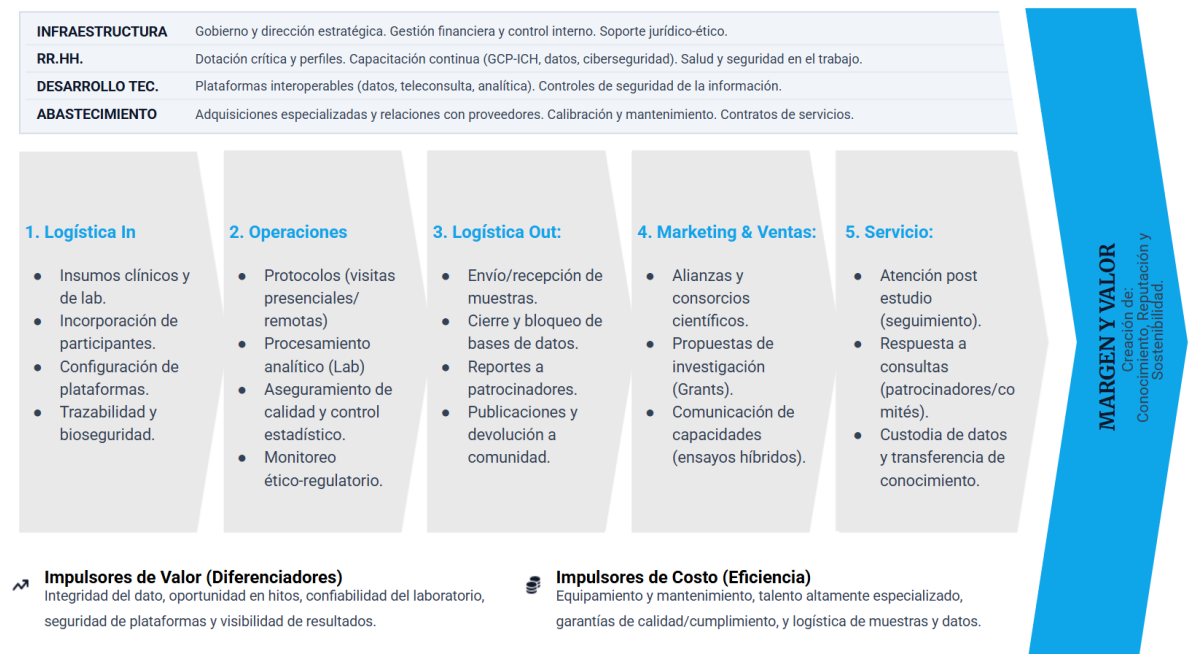 INFRAESTRUCTURA Gobierno y dirección estratégica. Gestión financiera y control interno. Soporte jurídico-ético.
RR.HH. Dotación crítica y perfiles. Capacitación continua (GCP-ICH, datos, ciberseguridad). Salud y seguridad en el trabajo.
DESARROLLO TEC. Plataformas interoperables (datos, teleconsulta, analítica). Controles de seguridad de la información.
ABASTECIMIENTO Adquisiciones especializadas y relaciones con proveedores. Calibración y mantenimiento. Contratos de servicios.
1. Logística In
● Insumos clínicos y
de lab.
● Incorporación de
participantes.
● Configuración de
plataformas.
● Trazabilidad y
bioseguridad.
2. Operaciones
● Protocolos (visitas
presenciales/
remotas)
● Procesamiento
analítico (Lab)
● Aseguramiento de
calidad y control
estadístico.
● Monitoreo
ético-regulatorio.
3. Logística Out:
● Envío/recepción de
muestras.
● Cierre y bloqueo de
bases de datos.
● Reportes a
patrocinadores.
● Publicaciones y
devolución a
comunidad.
4. Marketing & Ventas:
● Alianzas y
consorcios
científicos.
● Propuestas de
investigación
(Grants).
● Comunicación de
capacidades
(ensayos híbridos).
5. Servicio:
● Atención post
estudio
(seguimiento).
● Respuesta a
consultas
(patrocinadores/co
mités).
● Custodia de datos
y transferencia de
conocimiento.
MARGEN Y VALOR
Creación de:
Conocimiento, Reputación y
Sostenibilidad.
Impulsores de Valor (Diferenciadores)
Integridad del dato, oportunidad en hitos, confiabilidad del laboratorio,
seguridad de plataformas y visibilidad de resultados.
Impulsores de Costo (Eficiencia)
Equipamiento y mantenimiento, talento altamente especializado,
garantías de calidad/cumplimiento, y logística de muestras y datos.